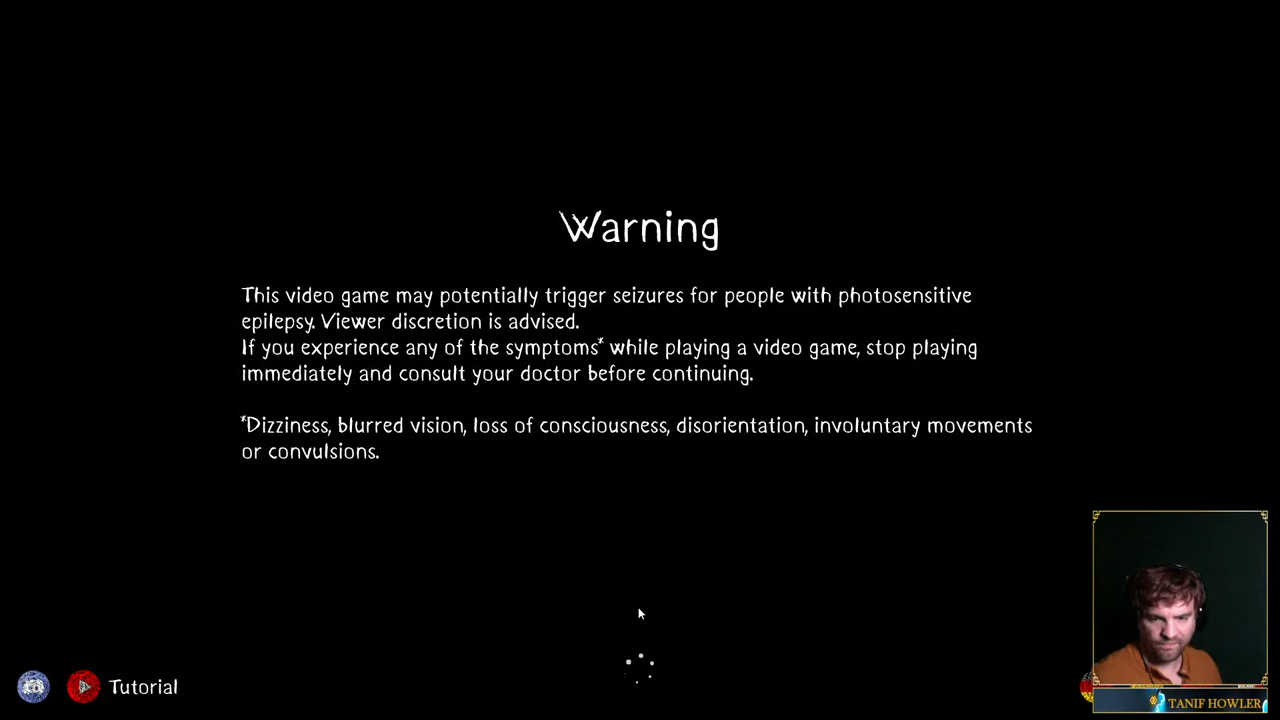 Warning
This video game may potentially trigger seizures for people with photosensitive
epilepsy. Viewer discretion is advised.
If you experience any of the symptoms* while playing a video game, stop playing
immediately and consult your doctor before continuing.
*Dizziness, blurred vision, loss of consciousness, disorientation, involuntary movements
or convulsions.
Tutorial
TANIF HOWLER